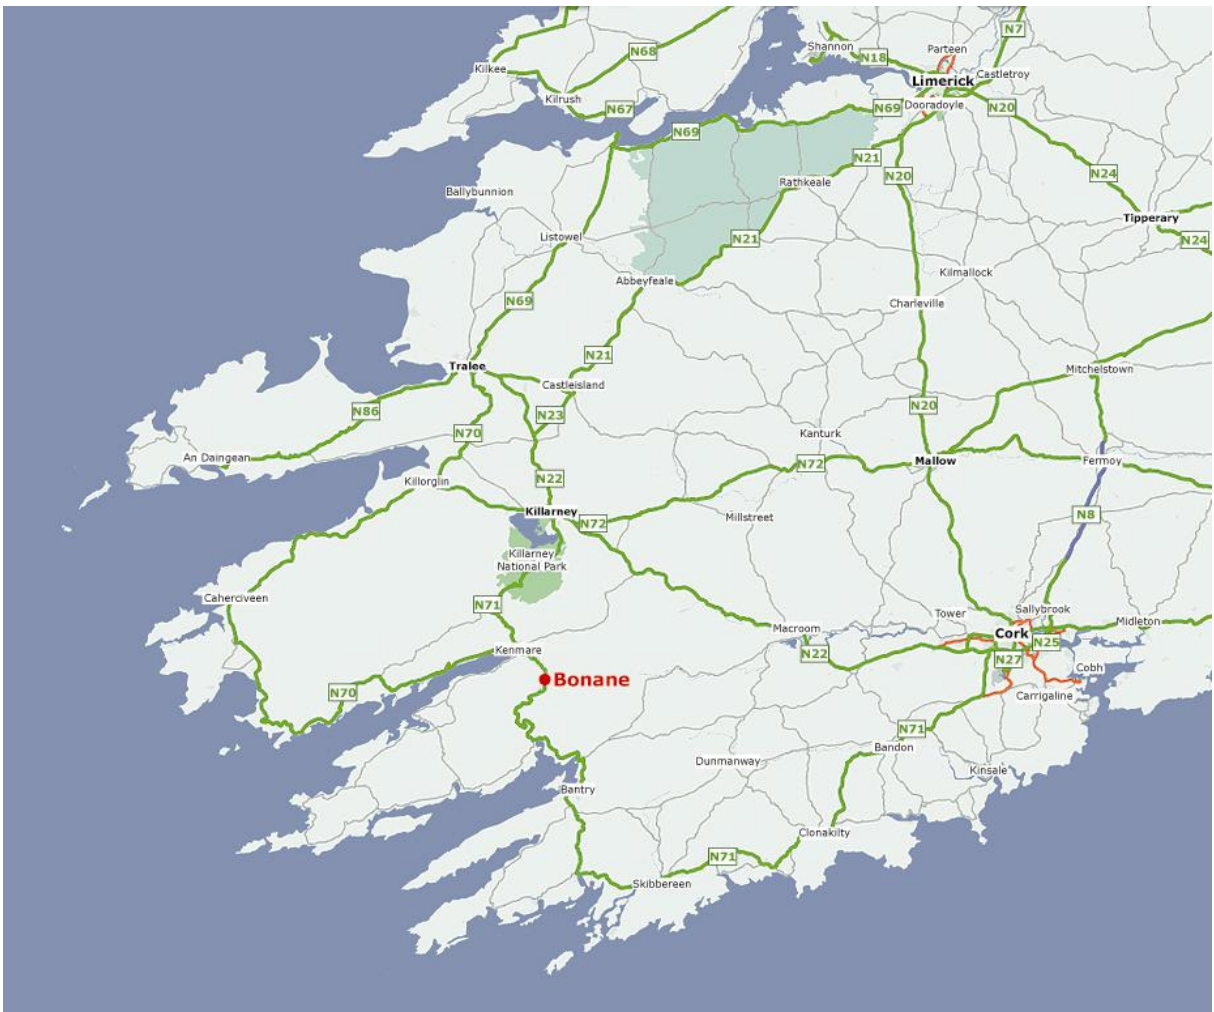 N7
N68
Shannon
Parteen
N18
Kilkee
Castletroy
Limerick
Kilrush
Dooradoyle
N67
N69
N20
N69
N21
N20
N24
Rathkeale
Ballybunnion
Tipperary
Listowel
N21
N24
Kilmallock
Abbeyfeale
N69
Charleville
N21
Tralee
Mitchelstown
Castleisland
N86
N23
N20
N70
Kanturk
An Daingean
Mallow
Fermoy
N72
Killorglin
N22
Killarney
Millstreet
N8
N72
Killarney
National Park
Caherciveen
N71
Sallybrook
Tower
Midleton
Macroom
Cork
N25
Kenmare
N22
N27
Cobh
Bonane
N70
Carrigaline
N71
Bandon
Dunmanway
Kinsale
Bantry
Clonakilty
N71
Skibbereen